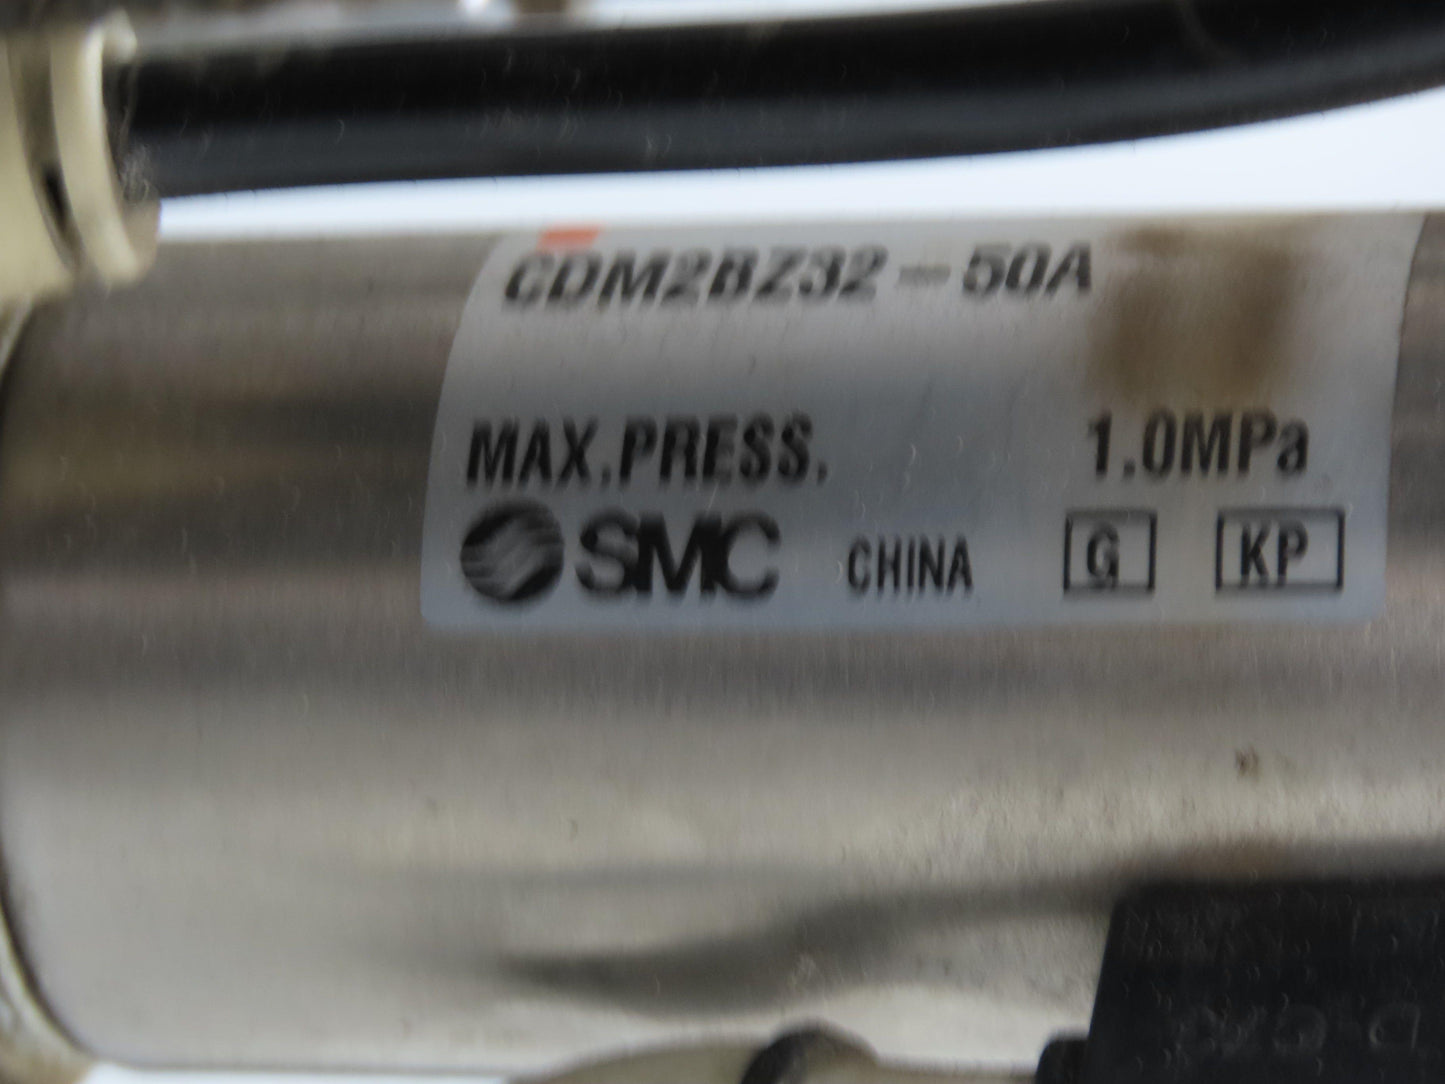 CDM2BZ32-50A
MAX.PRESS. 1.0MPa
SMC CHINA G KP